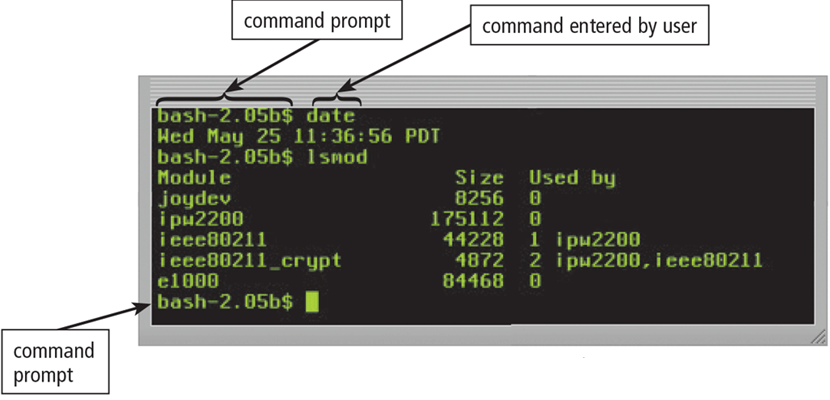 command prompt
command entered by user
bash-2.05b$ date
Wed May 25 11:36:56 PDT
bash-2.05b$ lsmod
Module Size Used by
joydev 8256 0
ipw2200 175112 0
ieee80211 44228 1 ipw2200
ieee80211_crypt 4872 2 ipw2200,ieee80211
e1000 84468 0
bash-2.05b$
command
prompt